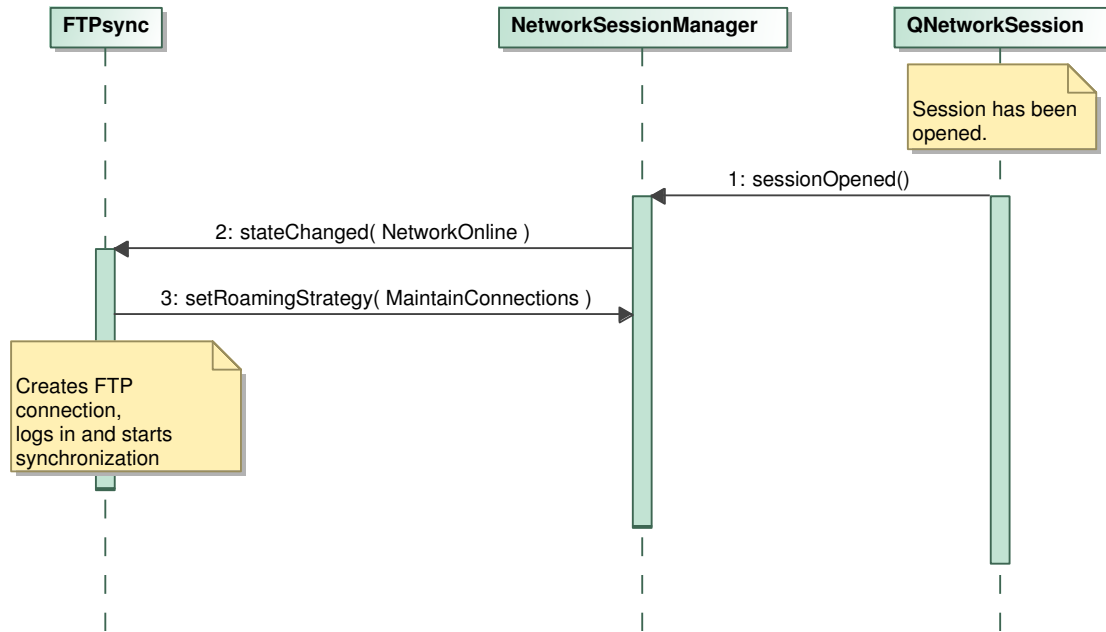 FTPsync
NetworkSessionManager
QNetworkSession
Session has been
opened.
1: sessionOpened()
2: stateChanged( NetworkOnline )
3: setRoamingStrategy( MaintainConnections )
Creates FTP
connection,
logs in and starts
synchronization